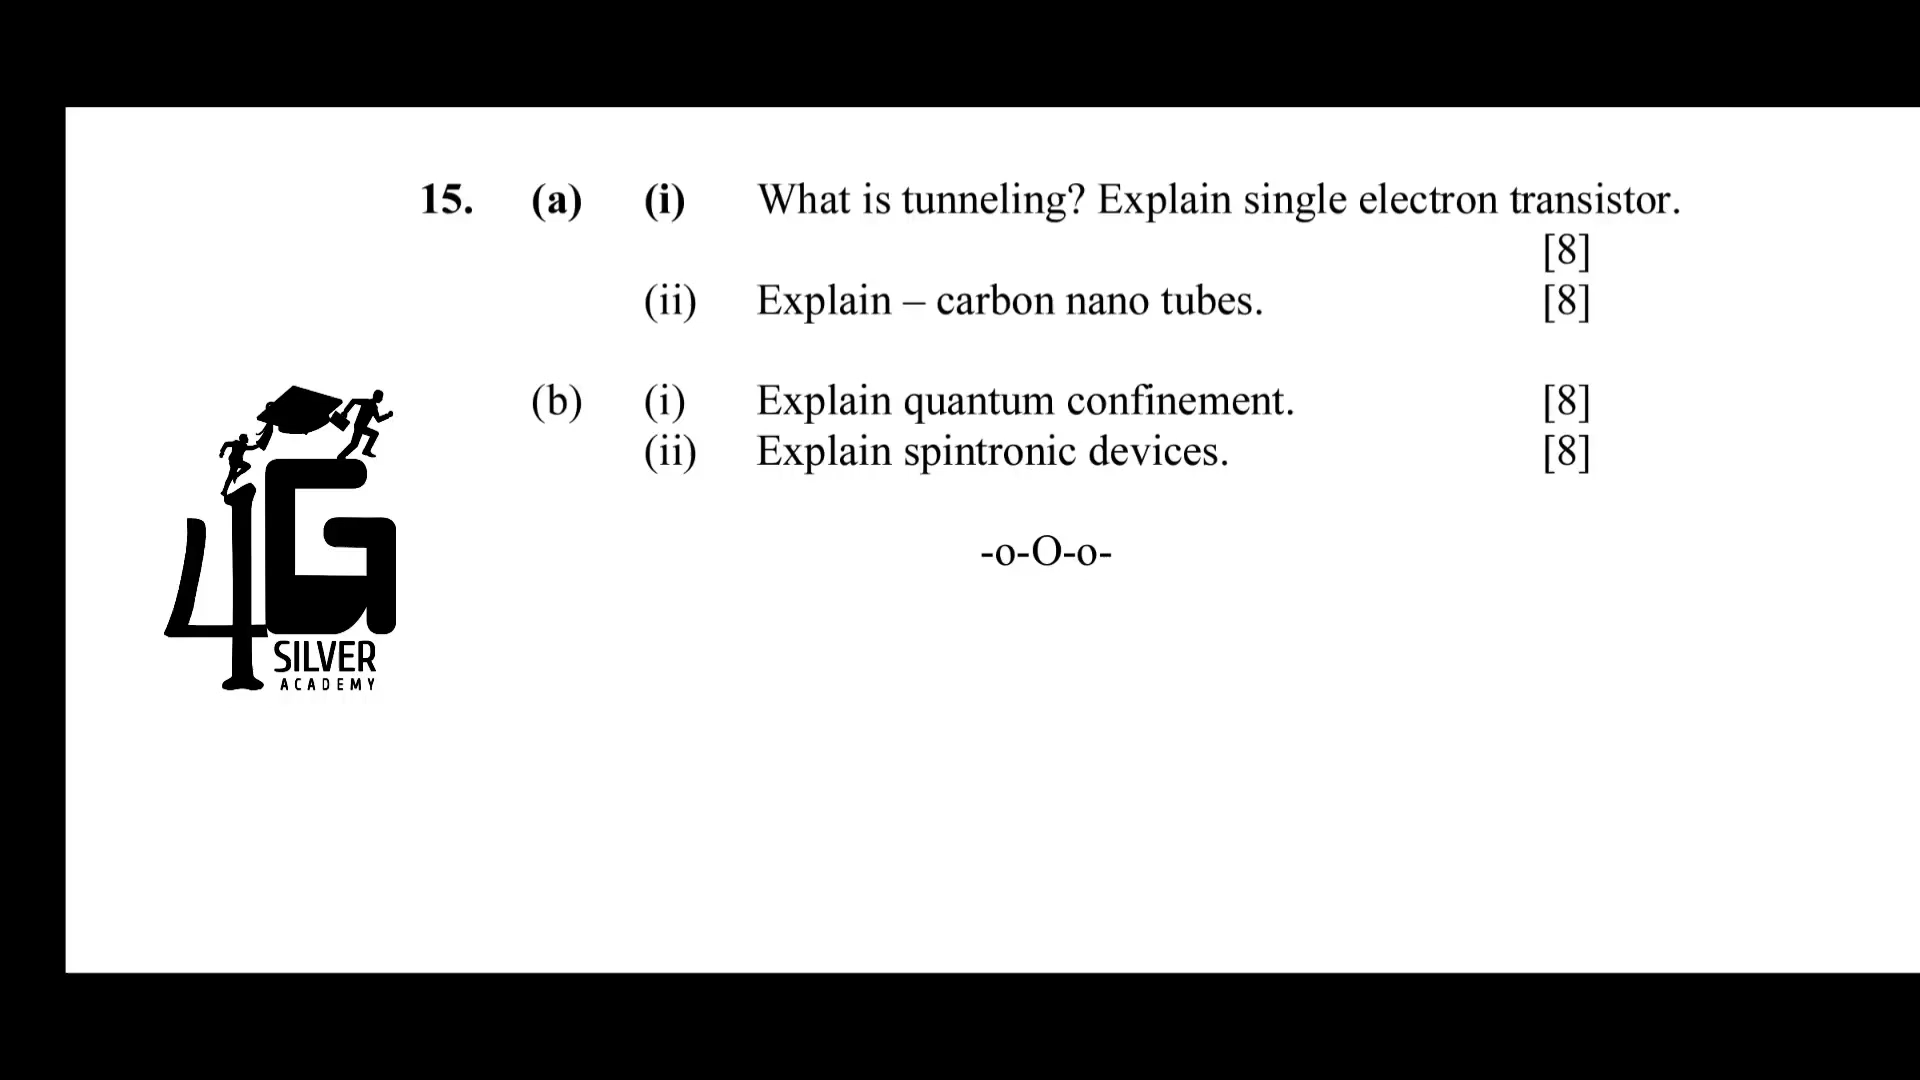 15. (a) (i) What is tunneling? Explain single electron transistor.
[8]
(ii) Explain – carbon nano tubes. [8]
(b) (i) Explain quantum confinement. [8]
(ii) Explain spintronic devices. [8]
-o-O-o-
4G
SILVER
ACADEMY